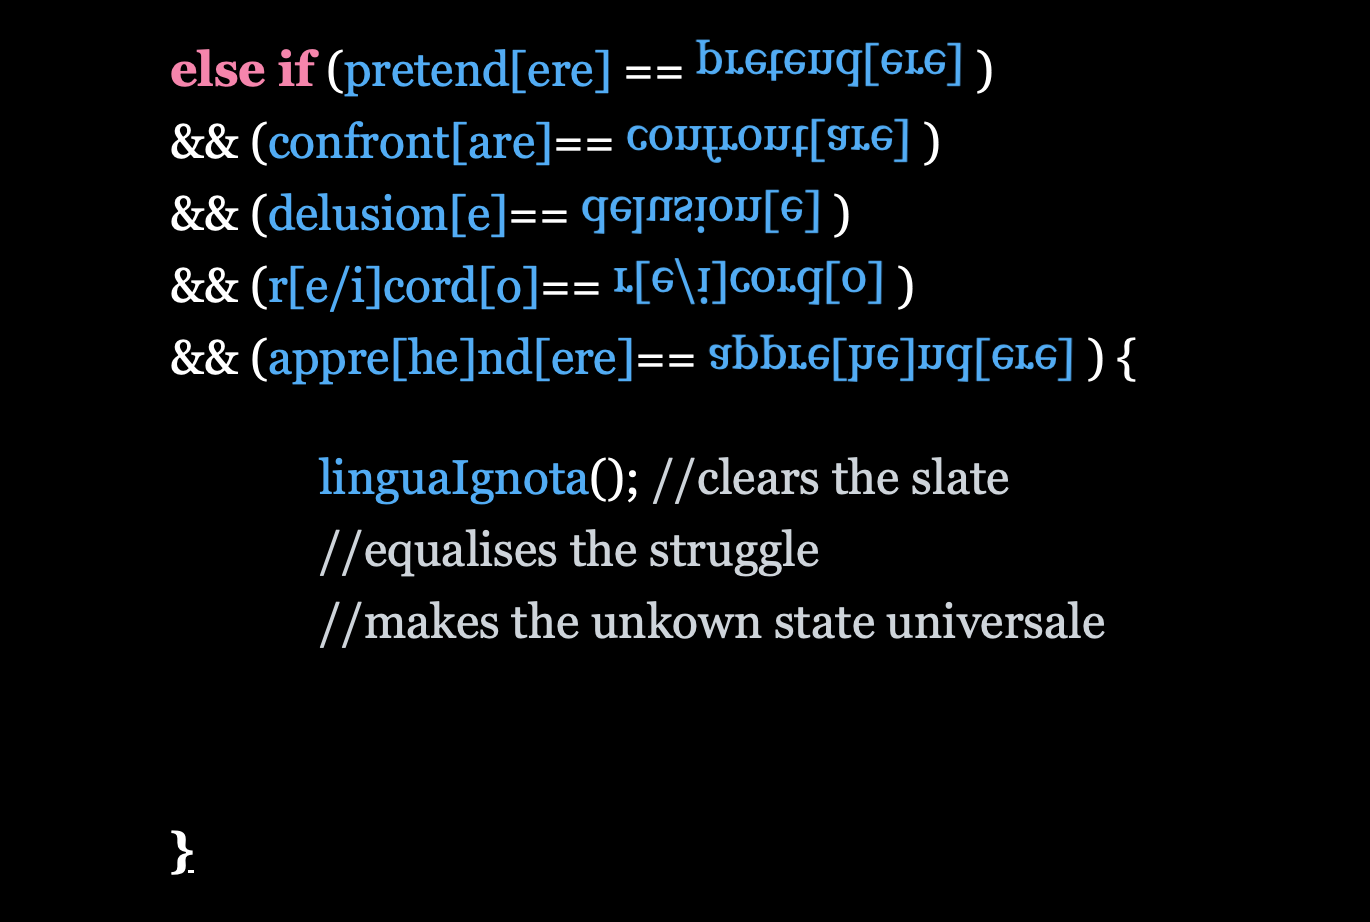 else if (pretend[ere] == pretend[ere] )
&& (confront[are]== confront[are] )
&& (delusion[e]== delusion[e] )
&& (r[e/i]cord[o]== r[e/i]cord[o] )
&& (appre[he]nd[ere]== appre[he]nd[ere] ) {
linguaIgnota(); //clears the slate
//equalises the struggle
//makes the unkown state universale
}